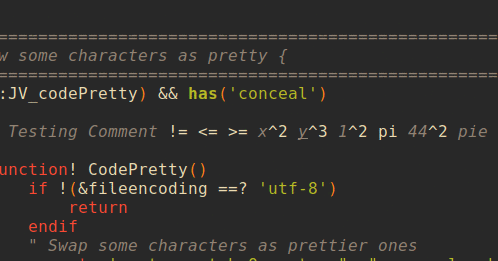 w some characters as pretty {
:JV_codePretty) && has('conceal')
Testing Comment != <= >= x^2 y^3 1^2 pi 44^2 pie
unction! CodePretty()
if !(&fileencoding ==? 'utf-8')
return
endif
" Swap some characters as prettier ones